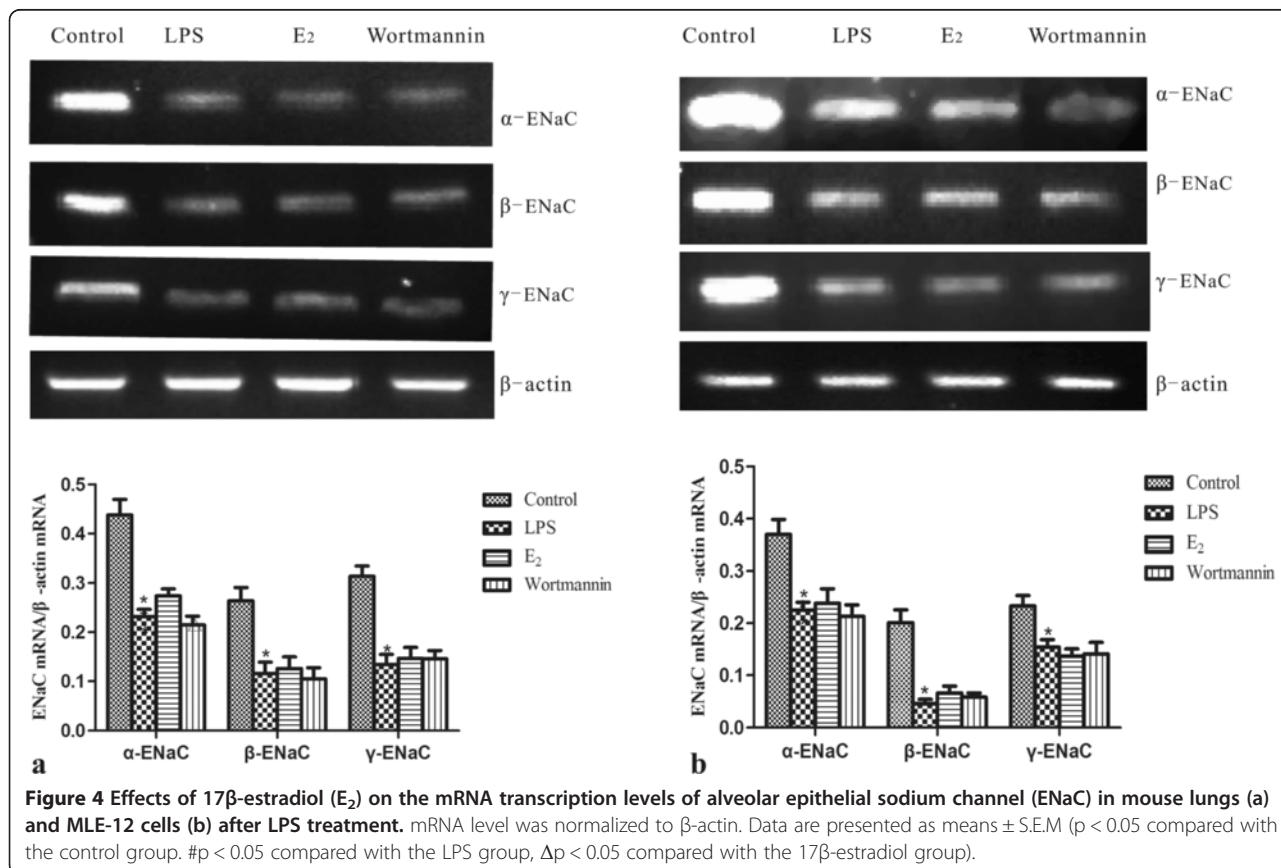 Control LPS E₂ Wortmannin
α-ENaC
β-ENaC
γ-ENaC
β-actin
ENaC mRNA/β -actin mRNA
0.5
0.4
0.3
0.2
0.1
0.0
* * *
α-ENaC β-ENaC γ-ENaC
Control
LPS
E₂
Wortmannin
a
Control LPS E₂ Wortmannin
α-ENaC
β-ENaC
γ-ENaC
β-actin
ENaC mRNA/β -actin mRNA
0.5
0.4
0.3
0.2
0.1
0.0
* * *
α-ENaC β-ENaC γ-ENaC
Control
LPS
E₂
Wortmannin
b
Figure 4 Effects of 17β-estradiol (E₂) on the mRNA transcription levels of alveolar epithelial sodium channel (ENaC) in mouse lungs (a)
and MLE-12 cells (b) after LPS treatment. mRNA level was normalized to β-actin. Data are presented as means ± S.E.M (p < 0.05 compared with
the control group. #p < 0.05 compared with the LPS group, Δp < 0.05 compared with the 17β-estradiol group).